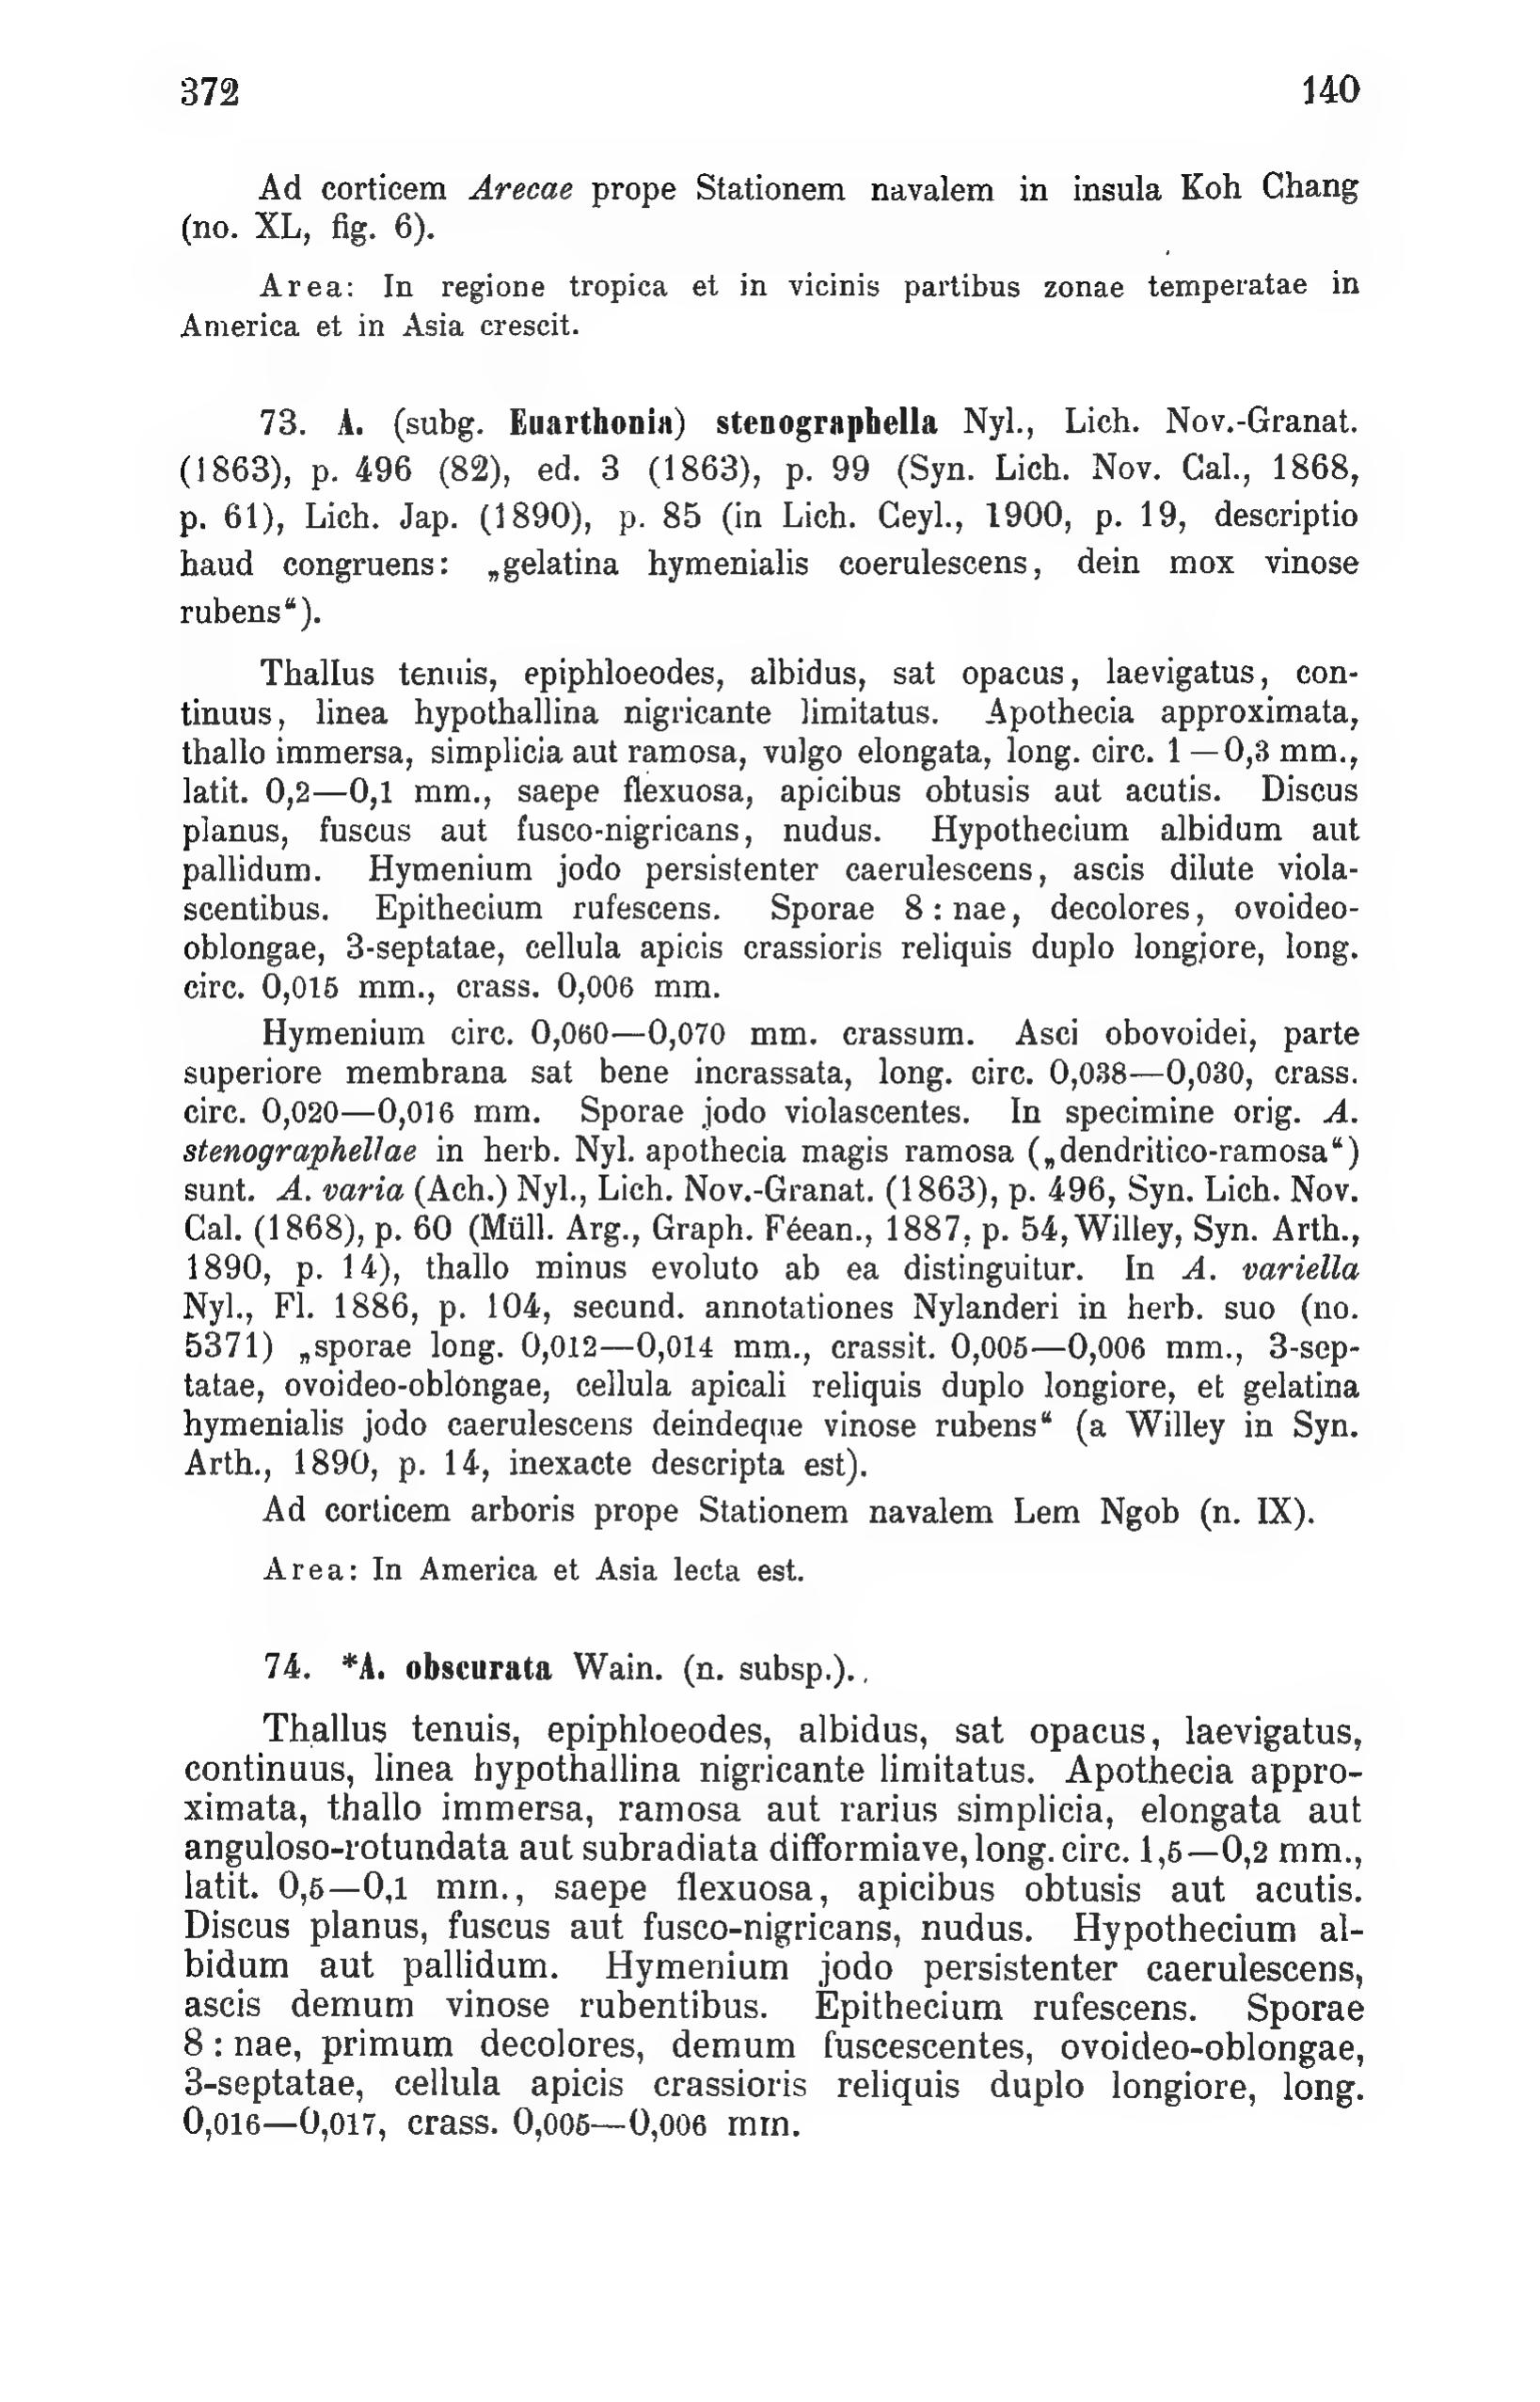 372 140
Ad corticem Arecae prope Stationem navalem in insula Koh Chang
(no. XL, fig. 6).
Area: In regione tropica et in vicinis partibus zonae temperatae in
America et in Asia crescit.
73. A. (subg. Euarthonia) stenographella Nyl., Lich. Nov.-Granat.
(1863), p. 496 (82), ed. 3 (1863), p. 99 (Syn. Lich. Nov. Cal., 1868,
p. 61), Lich. Jap. (1890), p. 85 (in Lich. Ceyl., 1900, p. 19, descriptio
haud congruens: „gelatina hymenialis coerulescens, dein mox vinose
rubens“).
Thallus tenuis, epiphloeodes, albidus, sat opacus, laevigatus, con-
tinuus, linea hypothallina nigricante limitatus. Apothecia approximata,
thallo immersa, simplicia aut ramosa, vulgo elongata, long. circ. 1—0,3 mm.,
latit. 0,2—0,1 mm., saepe flexuosa, apicibus obtusis aut acutis. Discus
planus, fuscus aut fusco-nigricans, nudus. Hypothecium albidum aut
pallidum. Hymenium jodo persistenter caerulescens, ascis dilute viola-
scentibus. Epithecium rufescens. Sporae 8 : nae, decolores, ovoideo-
oblongae, 3-septatae, cellula apicis crassioris reliquis duplo longiore, long.
circ. 0,015 mm., crass. 0,006 mm.
Hymenium circ. 0,060—0,070 mm. crassum. Asci obovoidei, parte
superiore membrana sat bene incrassata, long. circ. 0,038—0,030, crass.
circ. 0,020—0,016 mm. Sporae jodo violascentes. In specimine orig. A.
stenographellae in herb. Nyl. apothecia magis ramosa („dendritico-ramosa“)
sunt. A. varia (Ach.) Nyl., Lich. Nov.-Granat. (1863), p. 496, Syn. Lich. Nov.
Cal. (1868), p. 60 (Müll. Arg., Graph. Féean., 1887, p. 54, Willey, Syn. Arth.,
1890, p. 14), thallo minus evoluto ab ea distinguitur. In A. variella
Nyl., Fl. 1886, p. 104, secund. annotationes Nylanderi in herb. suo (no.
5371) „sporae long. 0,012—0,014 mm., crassit. 0,005—0,006 mm., 3-sep-
tatae, ovoideo-oblongae, cellula apicali reliquis duplo longiore, et gelatina
hymenialis jodo caerulescens deindeque vinose rubens“ (a Willey in Syn.
Arth., 1890, p. 14, inexacte descripta est).
Ad corticem arboris prope Stationem navalem Lem Ngob (n. IX).
Area: In America et Asia lecta est.
74. *A. obscurata Wain. (n. subsp.).
Thallus tenuis, epiphloeodes, albidus, sat opacus, laevigatus,
continuus, linea hypothallina nigricante limitatus. Apothecia appro-
ximata, thallo immersa, ramosa aut rarius simplicia, elongata aut
anguloso-rotundata aut subradiata difformiave, long. circ. 1,5—0,2 mm.,
latit. 0,5—0,1 mm., saepe flexuosa, apicibus obtusis aut acutis.
Discus planus, fuscus aut fusco-nigricans, nudus. Hypothecium al-
bidum aut pallidum. Hymenium jodo persistenter caerulescens,
ascis demum vinose rubentibus. Epithecium rufescens. Sporae
8 : nae, primum decolores, demum fuscescentes, ovoideo-oblongae,
3-septatae, cellula apicis crassioris reliquis duplo longiore, long.
0,016—0,017, crass. 0,005—0,006 mm.